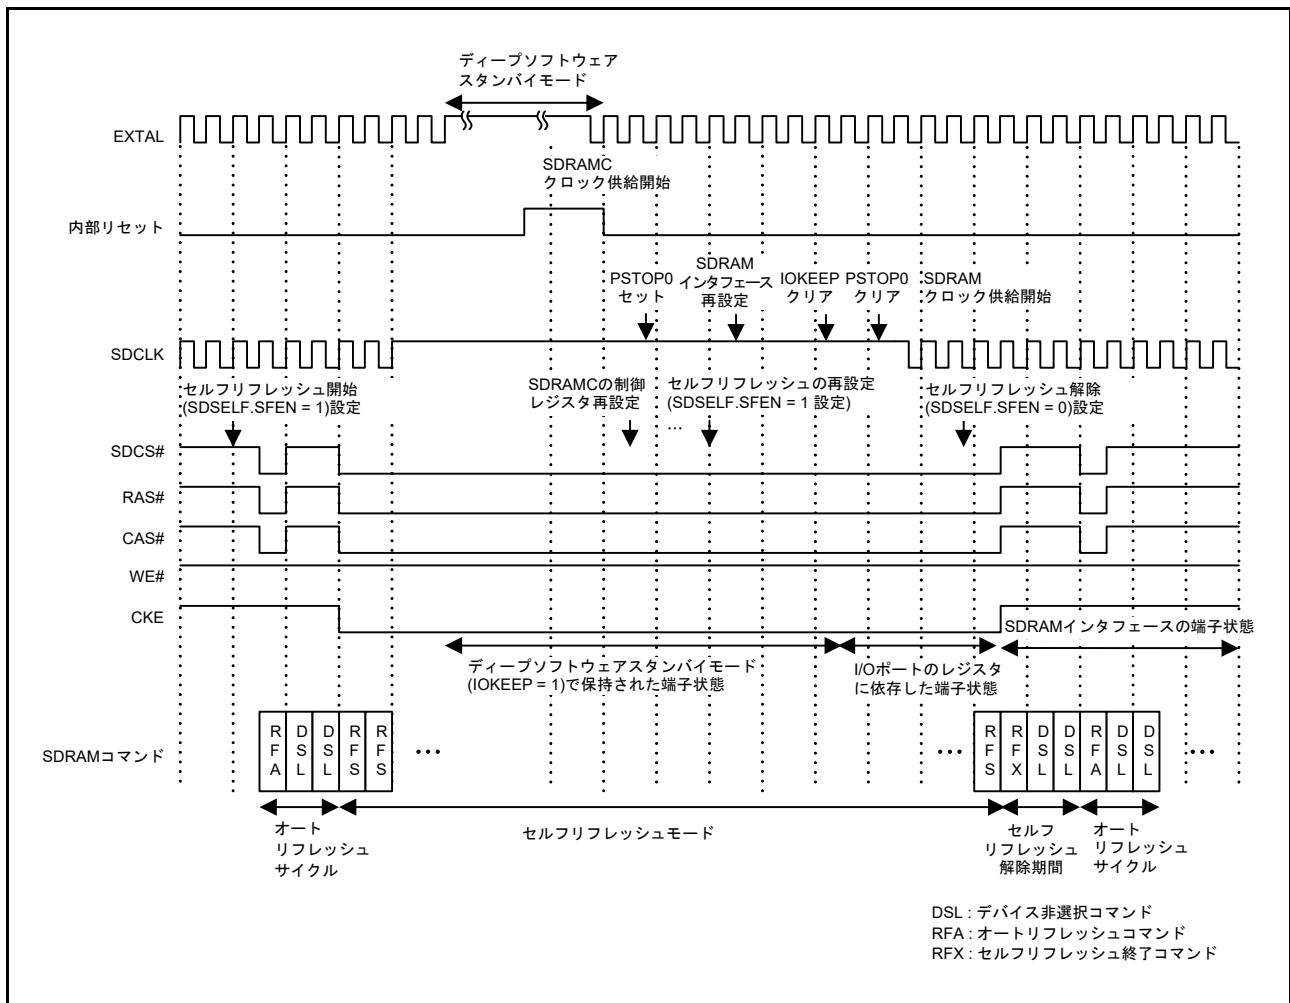 ディープソフトウェア
スタンバイモード
EXTAL
SDRAMC
クロック供給開始
内部リセット
PSTOP0
セット
SDRAM
インタフェース
再設定
IOKEEP
クリア
PSTOP0
クリア
SDRAM
クロック供給開始
SDCLK
セルフリフレッシュ開始
(SDSELF.SFEN = 1)設定
SDRAMCの制御
レジスタ再設定
セルフリフレッシュの再設定
(SDSELF.SFEN = 1 設定)
...
セルフリフレッシュ解除
(SDSELF.SFEN = 0)設定
SDCS#
RAS#
CAS#
WE#
CKE
SDRAMインタフェースの端子状態
ディープソフトウェアスタンバイモード
(IOKEEP = 1)で保持された端子状態
I/Oポートのレジスタ
に依存した端子状態
SDRAMコマンド
RFA
DSL
DSL
RFS
RFS
...
...
RFS
RFX
DSL
DSL
RFA
DSL
DSL
...
オート
リフレッシュ
サイクル
セルフリフレッシュモード
セルフ
リフレッシュ
解除期間
オート
リフレッシュ
サイクル
DSL : デバイス非選択コマンド
RFA : オートリフレッシュコマンド
RFX : セルフリフレッシュ終了コマンド